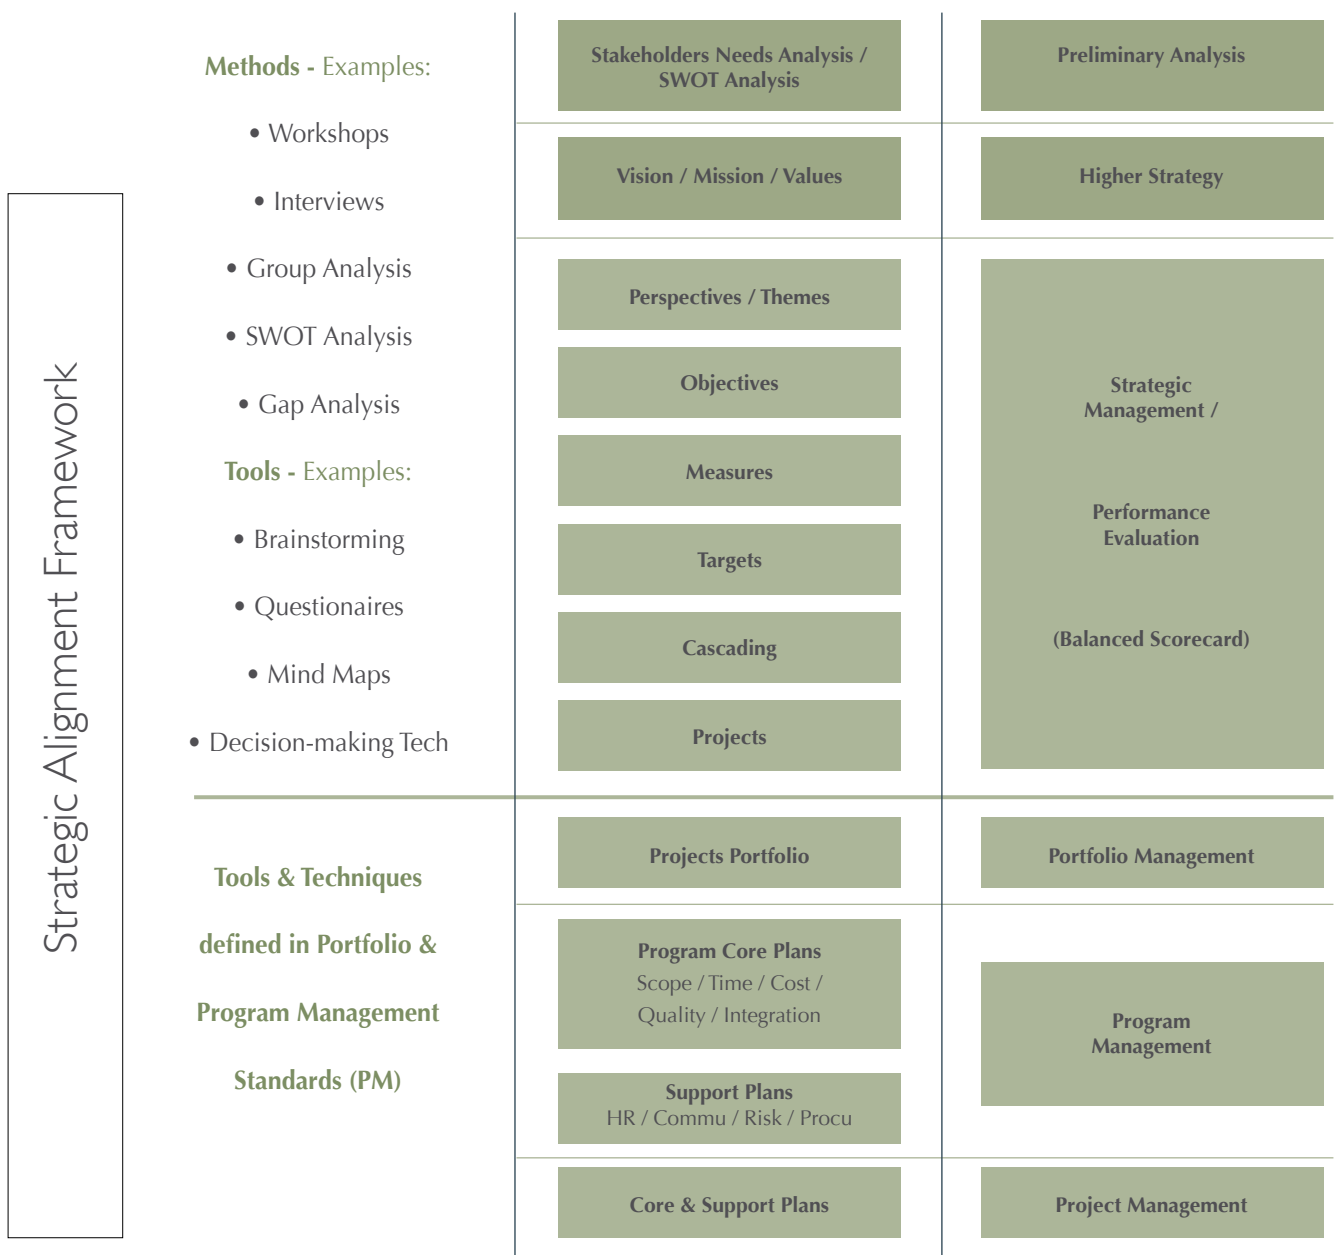 Strategic Alignment Framework
Methods - Examples:
• Workshops
• Interviews
• Group Analysis
• SWOT Analysis
• Gap Analysis
Tools - Examples:
• Brainstorming
• Questionaires
• Mind Maps
• Decision-making Tech
Tools & Techniques
defined in Portfolio &
Program Management
Standards (PM)
Stakeholders Needs Analysis /
SWOT Analysis
Vision / Mission / Values
Perspectives / Themes
Objectives
Measures
Targets
Cascading
Projects
Projects Portfolio
Program Core Plans
Scope / Time / Cost /
Quality / Integration
Support Plans
HR / Commu / Risk / Procu
Core & Support Plans
Preliminary Analysis
Higher Strategy
Strategic
Management /
Performance
Evaluation
(Balanced Scorecard)
Portfolio Management
Program
Management
Project Management